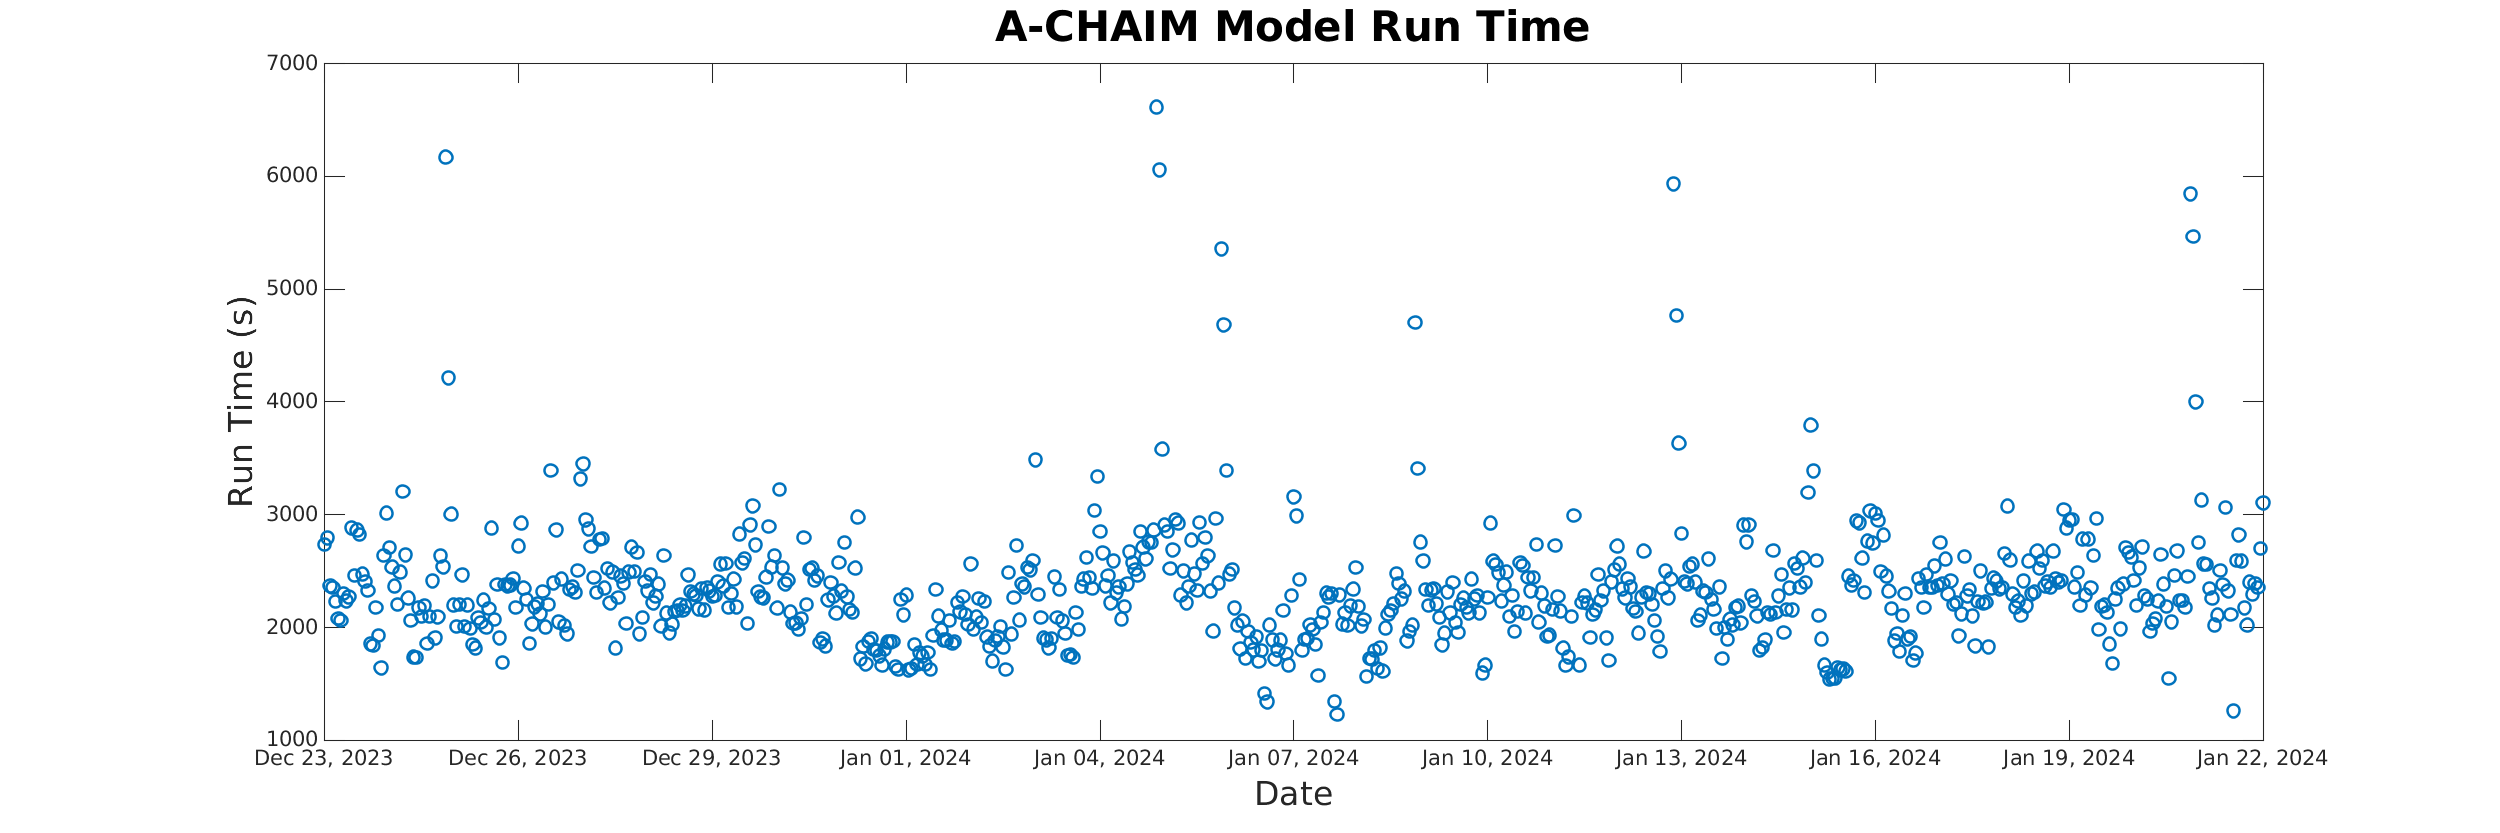 A-CHAIM Model Run Time
7000
6000
5000
4000
3000
2000
1000
Run Time (s)
Dec 23, 2023 Dec 26, 2023 Dec 29, 2023 Jan 01, 2024 Jan 04, 2024 Jan 07, 2024 Jan 10, 2024 Jan 13, 2024 Jan 16, 2024 Jan 19, 2024 Jan 22, 2024
Date